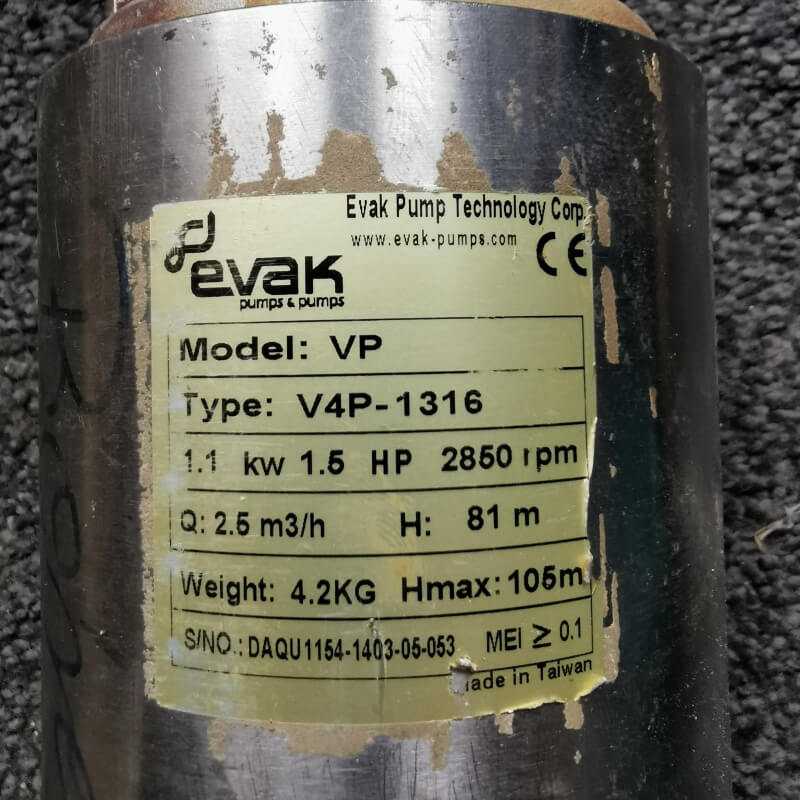 Evak Pump Technology Corp.
www.evak-pumps.com
CE
evak
pumps & pumps
Model: VP
Type: V4P-1316
1.1 kw 1.5 HP 2850 rpm
Q: 2.5 m3/h H: 81 m
Weight: 4.2KG Hmax: 105m
S/NO.: DAQU1154-1403-05-053 MEI ≥ 0.1
Made in Taiwan